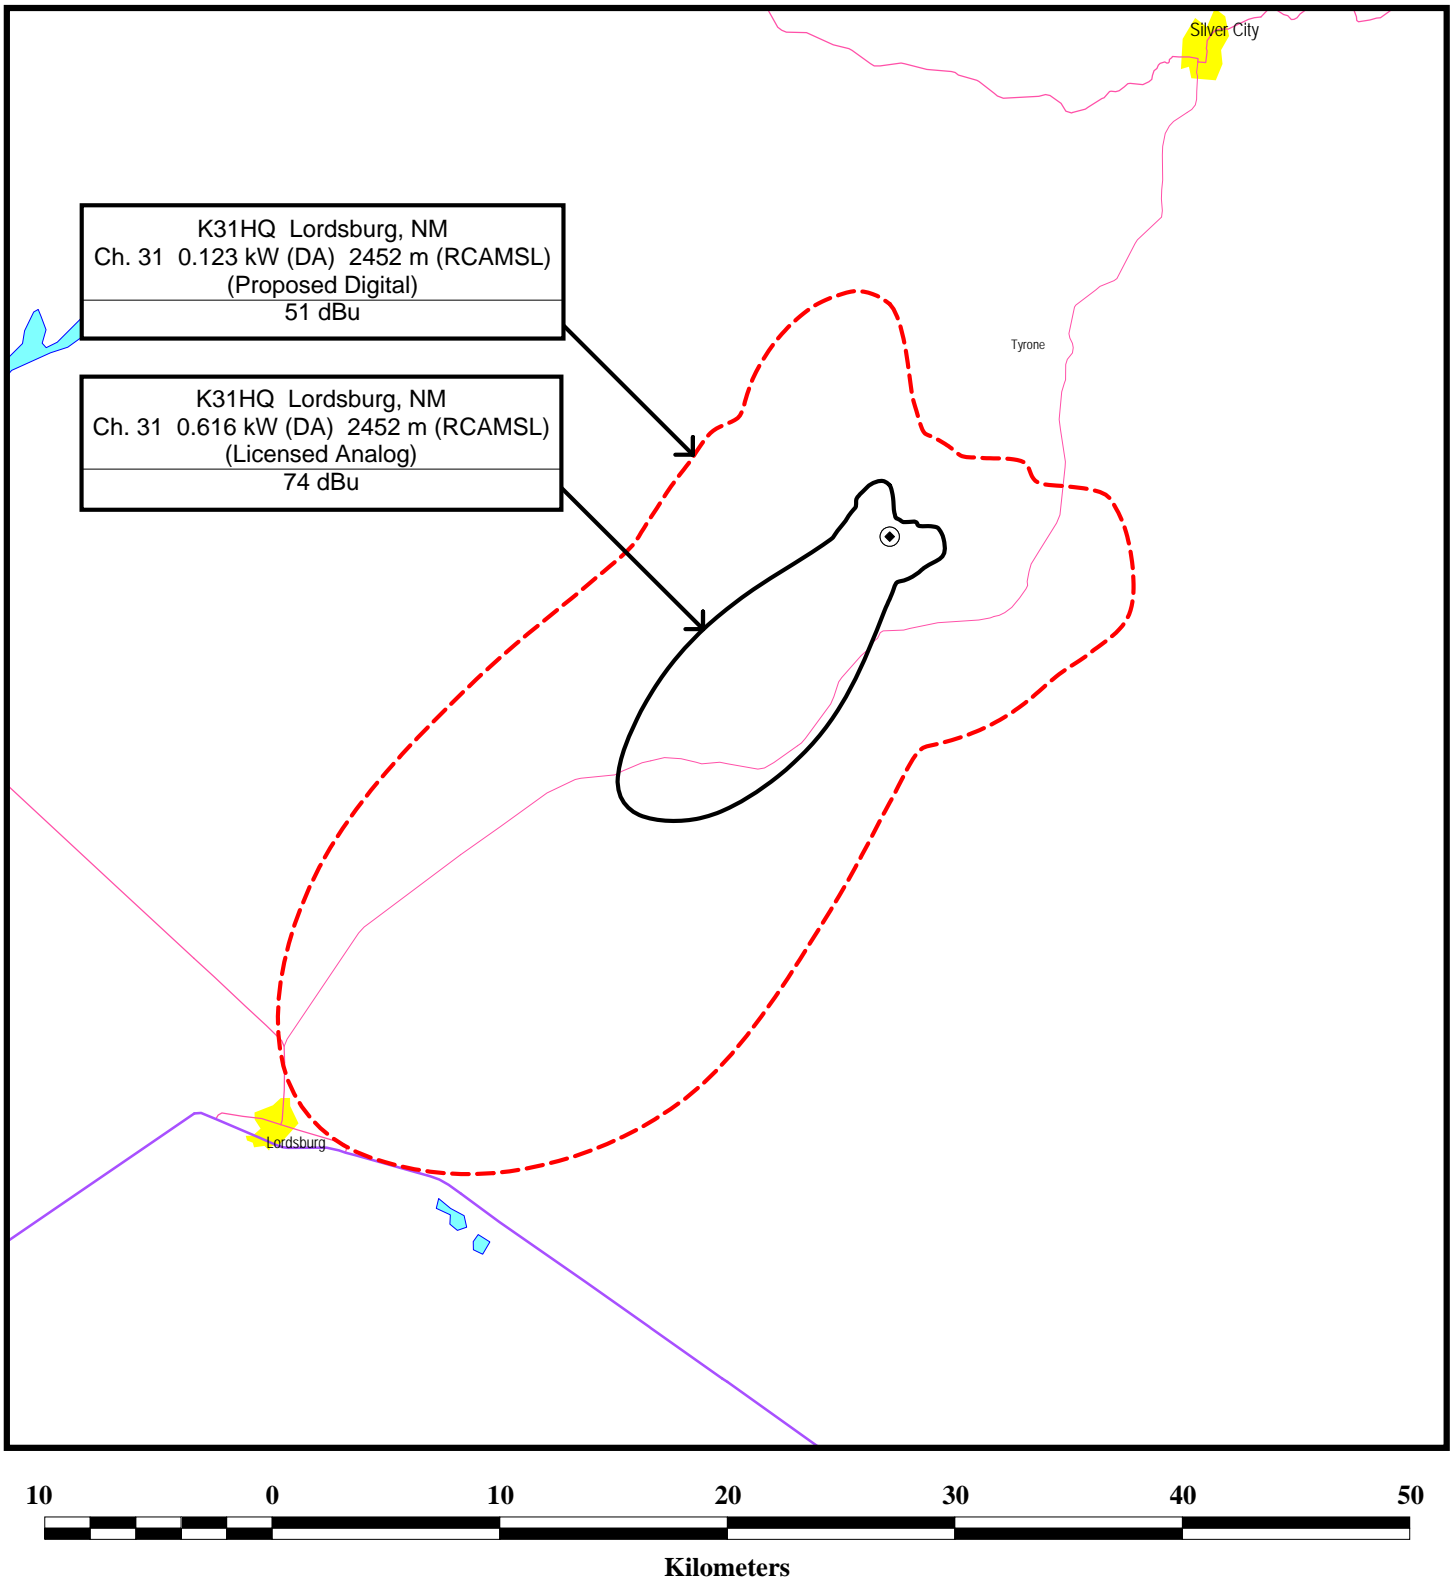 Silver City
K31HQ Lordsburg, NM
Ch. 31 0.123 kW (DA) 2452 m (RCAMSL)
(Proposed Digital)
51 dBu
Tyrone
K31HQ Lordsburg, NM
Ch. 31 0.616 kW (DA) 2452 m (RCAMSL)
(Licensed Analog)
74 dBu
Lordsburg
10 0 10 20 30 40 50
Kilometers